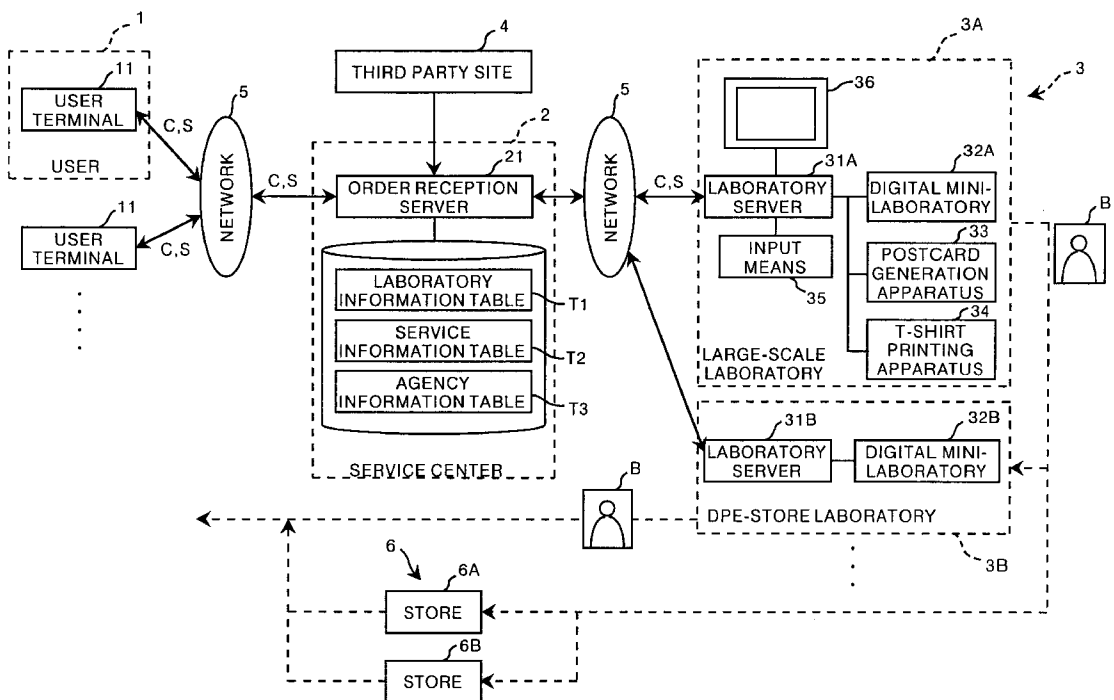 1
11
USER
TERMINAL
USER
C,S
11
USER
TERMINAL
C,S
5
NETWORK
C,S
4
THIRD PARTY SITE
2
21
ORDER RECEPTION
SERVER
LABORATORY
INFORMATION TABLE
T1
SERVICE
INFORMATION TABLE
T2
AGENCY
INFORMATION TABLE
T3
SERVICE CENTER
5
NETWORK
C,S
3A
3
36
31A
LABORATORY
SERVER
INPUT
MEANS
35
32A
DIGITAL MINI-
LABORATORY
33
POSTCARD
GENERATION
APPARATUS
34
T-SHIRT
PRINTING
APPARATUS
LARGE-SCALE
LABORATORY
B
31B
LABORATORY
SERVER
32B
DIGITAL MINI-
LABORATORY
DPE-STORE LABORATORY
3B
B
6
6A
STORE
6B
STORE